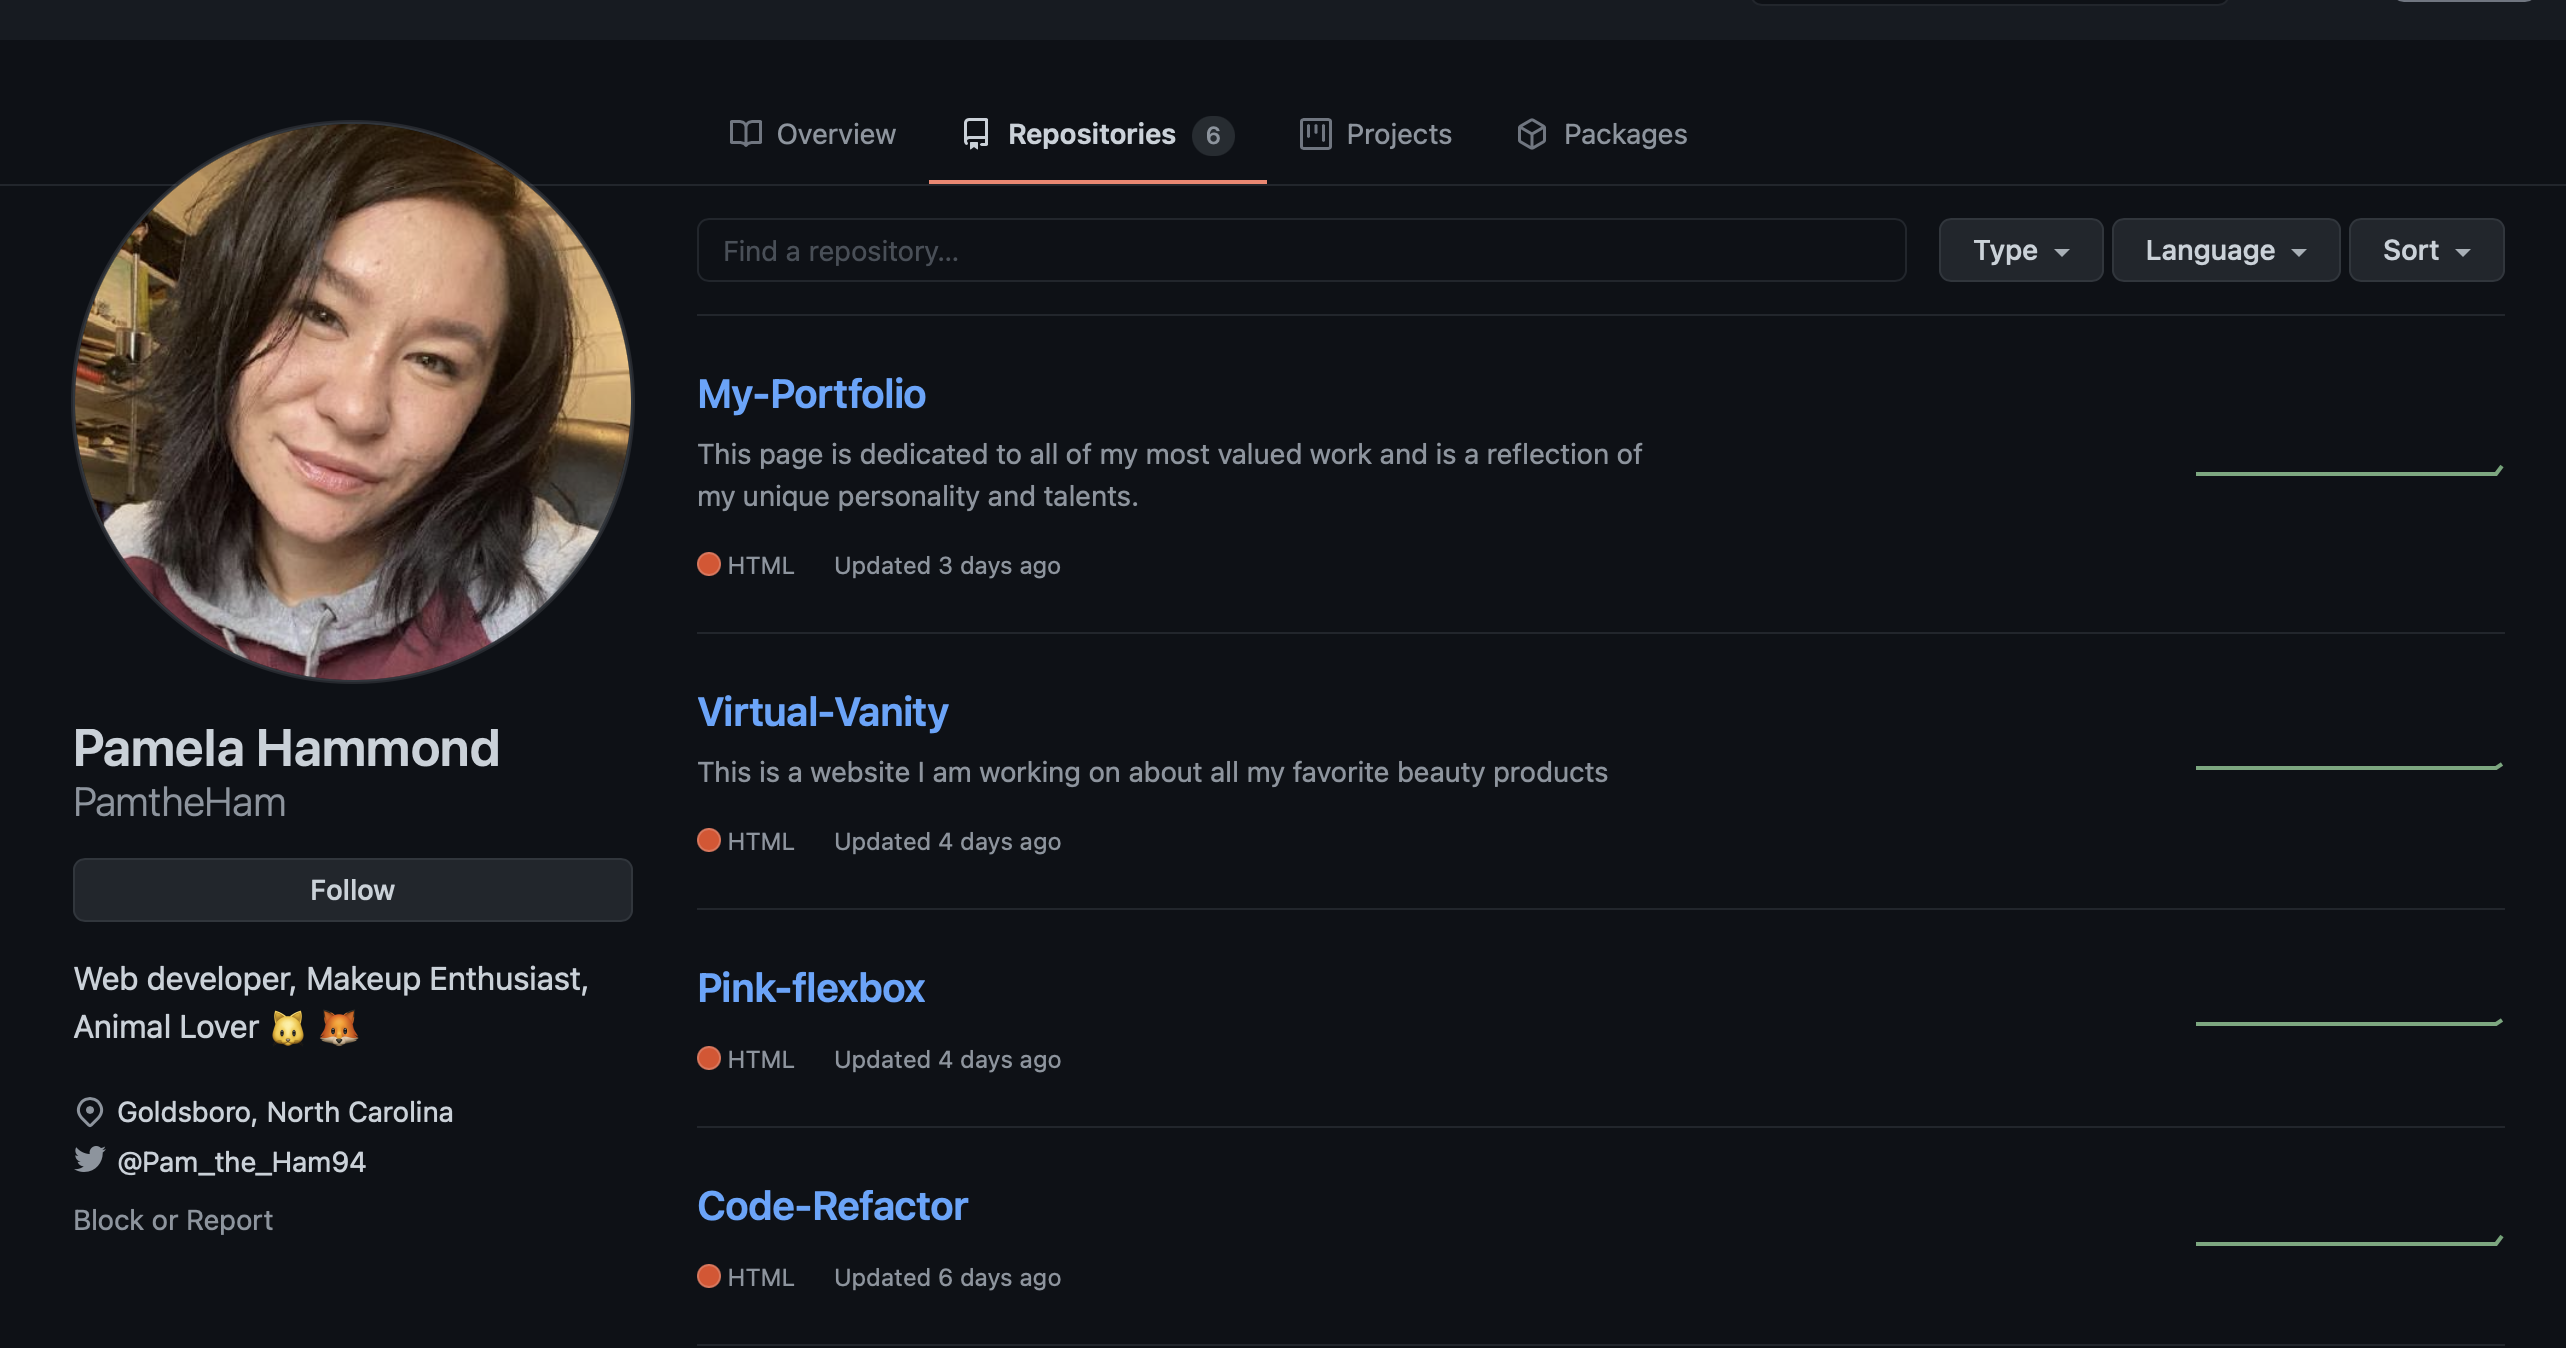 Overview
Repositories 6
Projects
Packages
Find a repository...
Type
Language
Sort
Pamela Hammond
PamtheHam
Follow
Web developer, Makeup Enthusiast,
Animal Lover 🐱 🦊
Goldsboro, North Carolina
@Pam_the_Ham94
Block or Report
My-Portfolio
This page is dedicated to all of my most valued work and is a reflection of
my unique personality and talents.
HTML Updated 3 days ago
Virtual-Vanity
This is a website I am working on about all my favorite beauty products
HTML Updated 4 days ago
Pink-flexbox
HTML Updated 4 days ago
Code-Refactor
HTML Updated 6 days ago